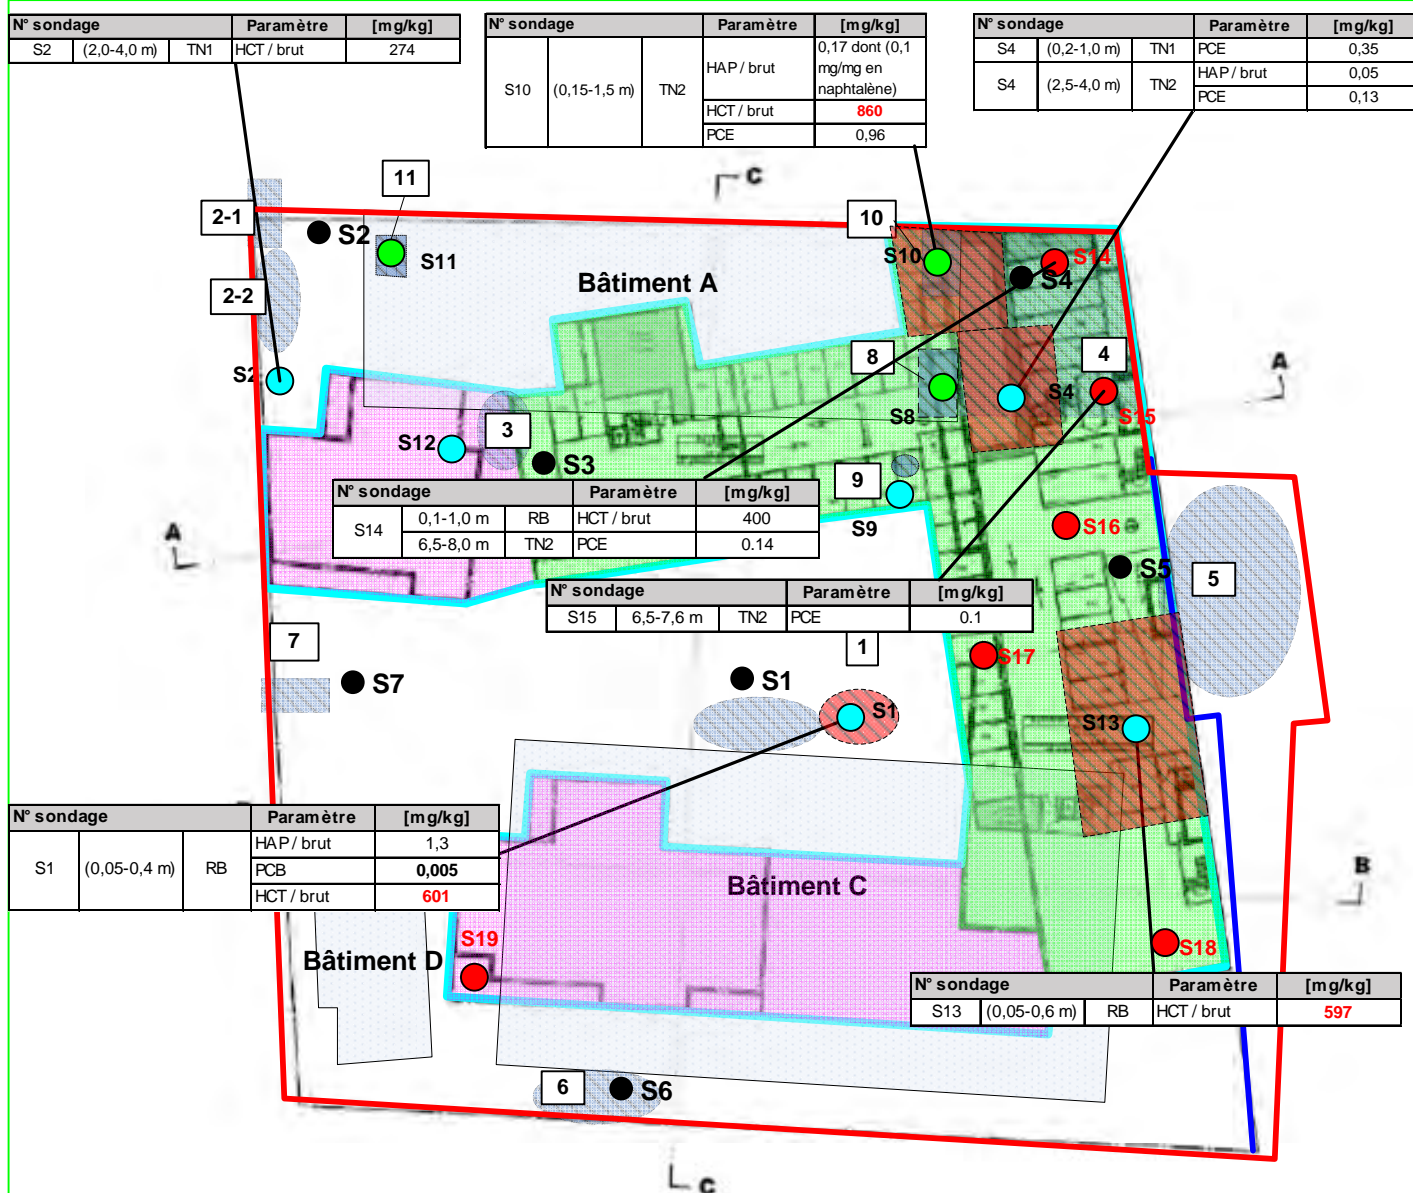 N° sondage Paramètre [mg/kg]
S2 (2,0-4,0 m) TN1 HCT / brut 274
N° sondage Paramètre [mg/kg]
S10 (0,15-1,5 m) TN2 HAP / brut 0,17 dont (0,1
mg/mg en
naphtalène)
HCT / brut 860
PCE 0,96
N° sondage Paramètre [mg/kg]
S4 (0,2-1,0 m) TN1 PCE 0,35
S4 (2,5-4,0 m) TN2 HAP / brut 0,05
PCE 0,13
C
11
2-1
S2
S11
10
S10
S14
S4
Bâtiment A
2-2
8
4
A
S2
S8
S4
S15
3
S12
S3
9
S9
N° sondage Paramètre [mg/kg]
S14 0,1-1,0 m RB HCT / brut 400
6,5-8,0 m TN2 PCE 0.14
A
S16
S5
5
N° sondage Paramètre [mg/kg]
S15 6,5-7,6 m TN2 PCE 0.1
7
1
S17
S7
S1
S1
S13
N° sondage Paramètre [mg/kg]
S1 (0,05-0,4 m) RB HAP / brut 1,3
PCB 0,005
HCT / brut 601
Bâtiment C
B
S19
Bâtiment D
S18
N° sondage Paramètre [mg/kg]
S13 (0,05-0,6 m) RB HCT / brut 597
6
S6
C